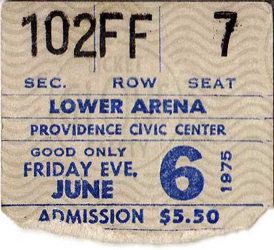 102FF 7
SEC. ROW SEAT
LOWER ARENA
PROVIDENCE CIVIC CENTER
GOOD ONLY
FRIDAY EVE.
JUNE 6 1975
ADMISSION $5.50